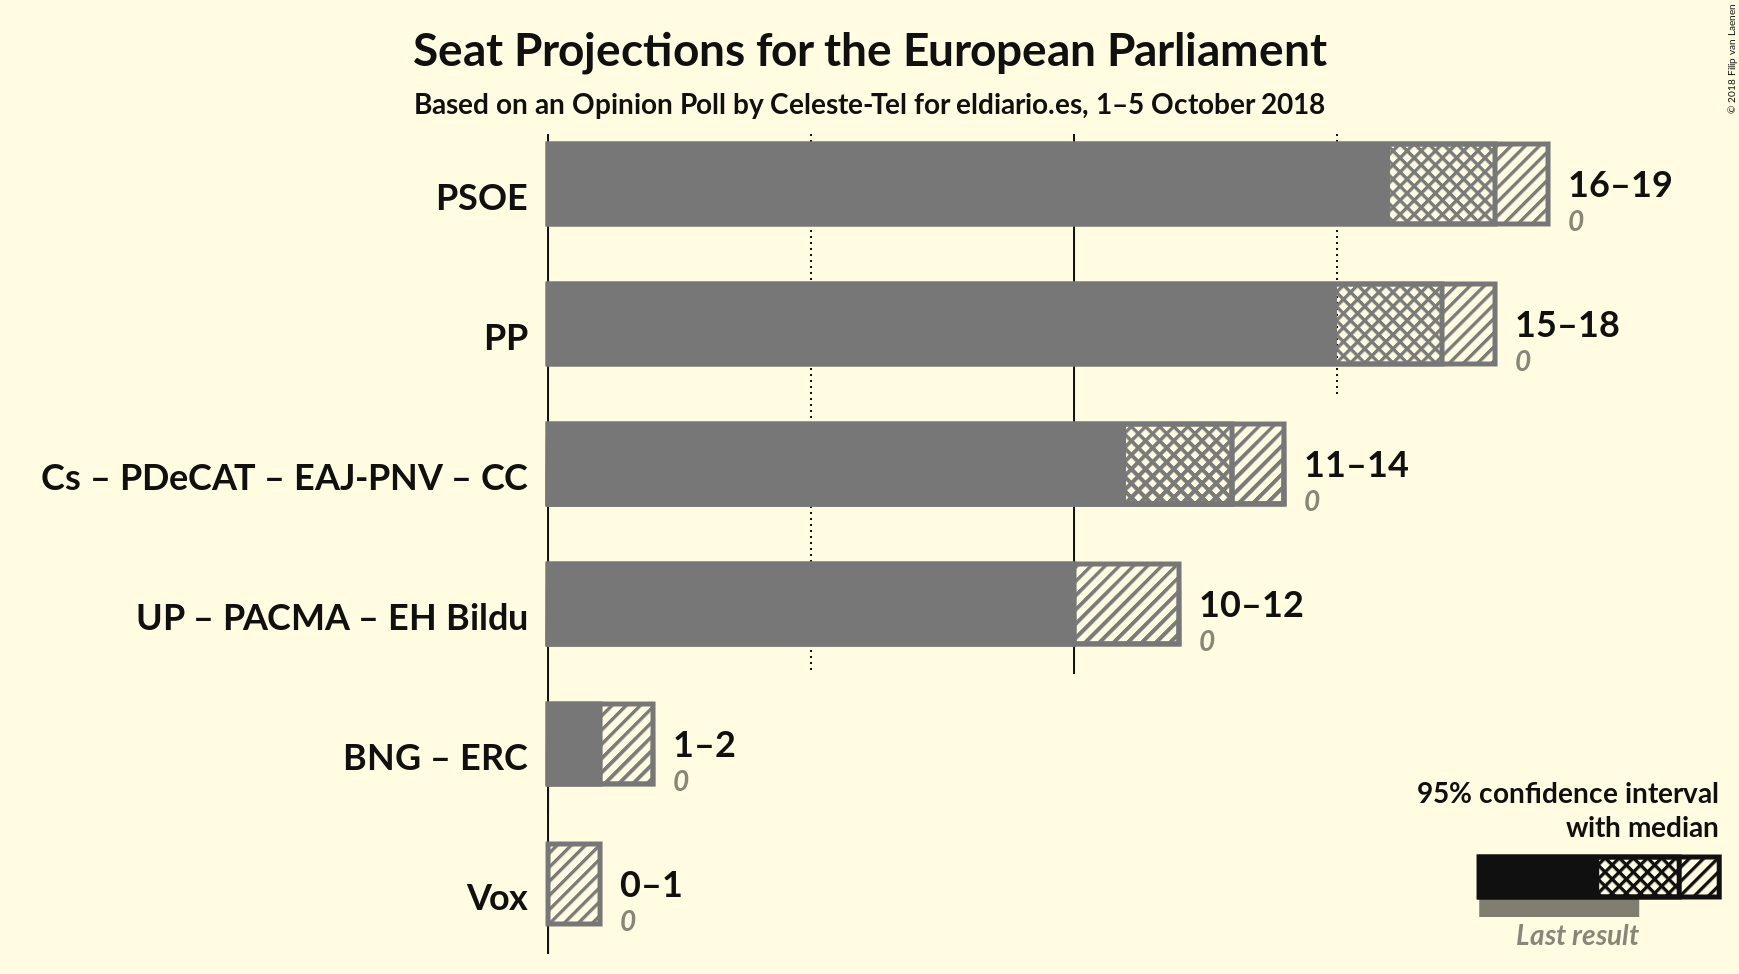 Seat Projections for the European Parliament
Based on an Opinion Poll by Celeste-Tel for eldiario.es, 1–5 October 2018
© 2018 Filip van Laenen
PSOE
16–19
0
PP
15–18
0
Cs – PDeCAT – EAJ-PNV – CC
11–14
0
UP – PACMA – EH Bildu
10–12
0
BNG – ERC
1–2
0
Vox
0–1
0
95% confidence interval
with median
Last result